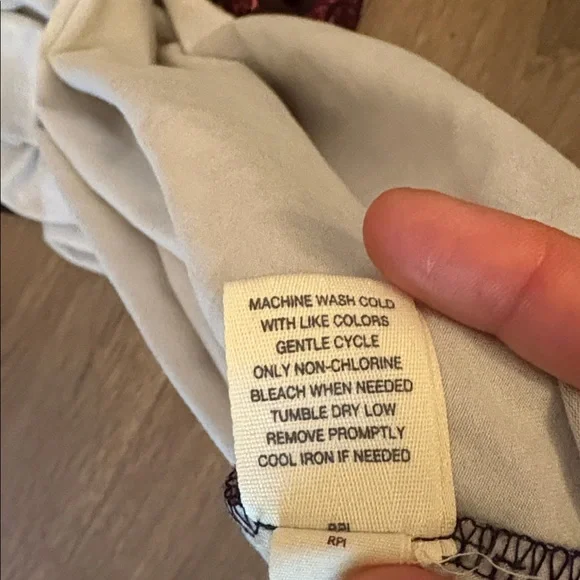 MACHINE WASH COLD
WITH LIKE COLORS
GENTLE CYCLE
ONLY NON-CHLORINE
BLEACH WHEN NEEDED
TUMBLE DRY LOW
REMOVE PROMPTLY
COOL IRON IF NEEDED
RPI
RPI